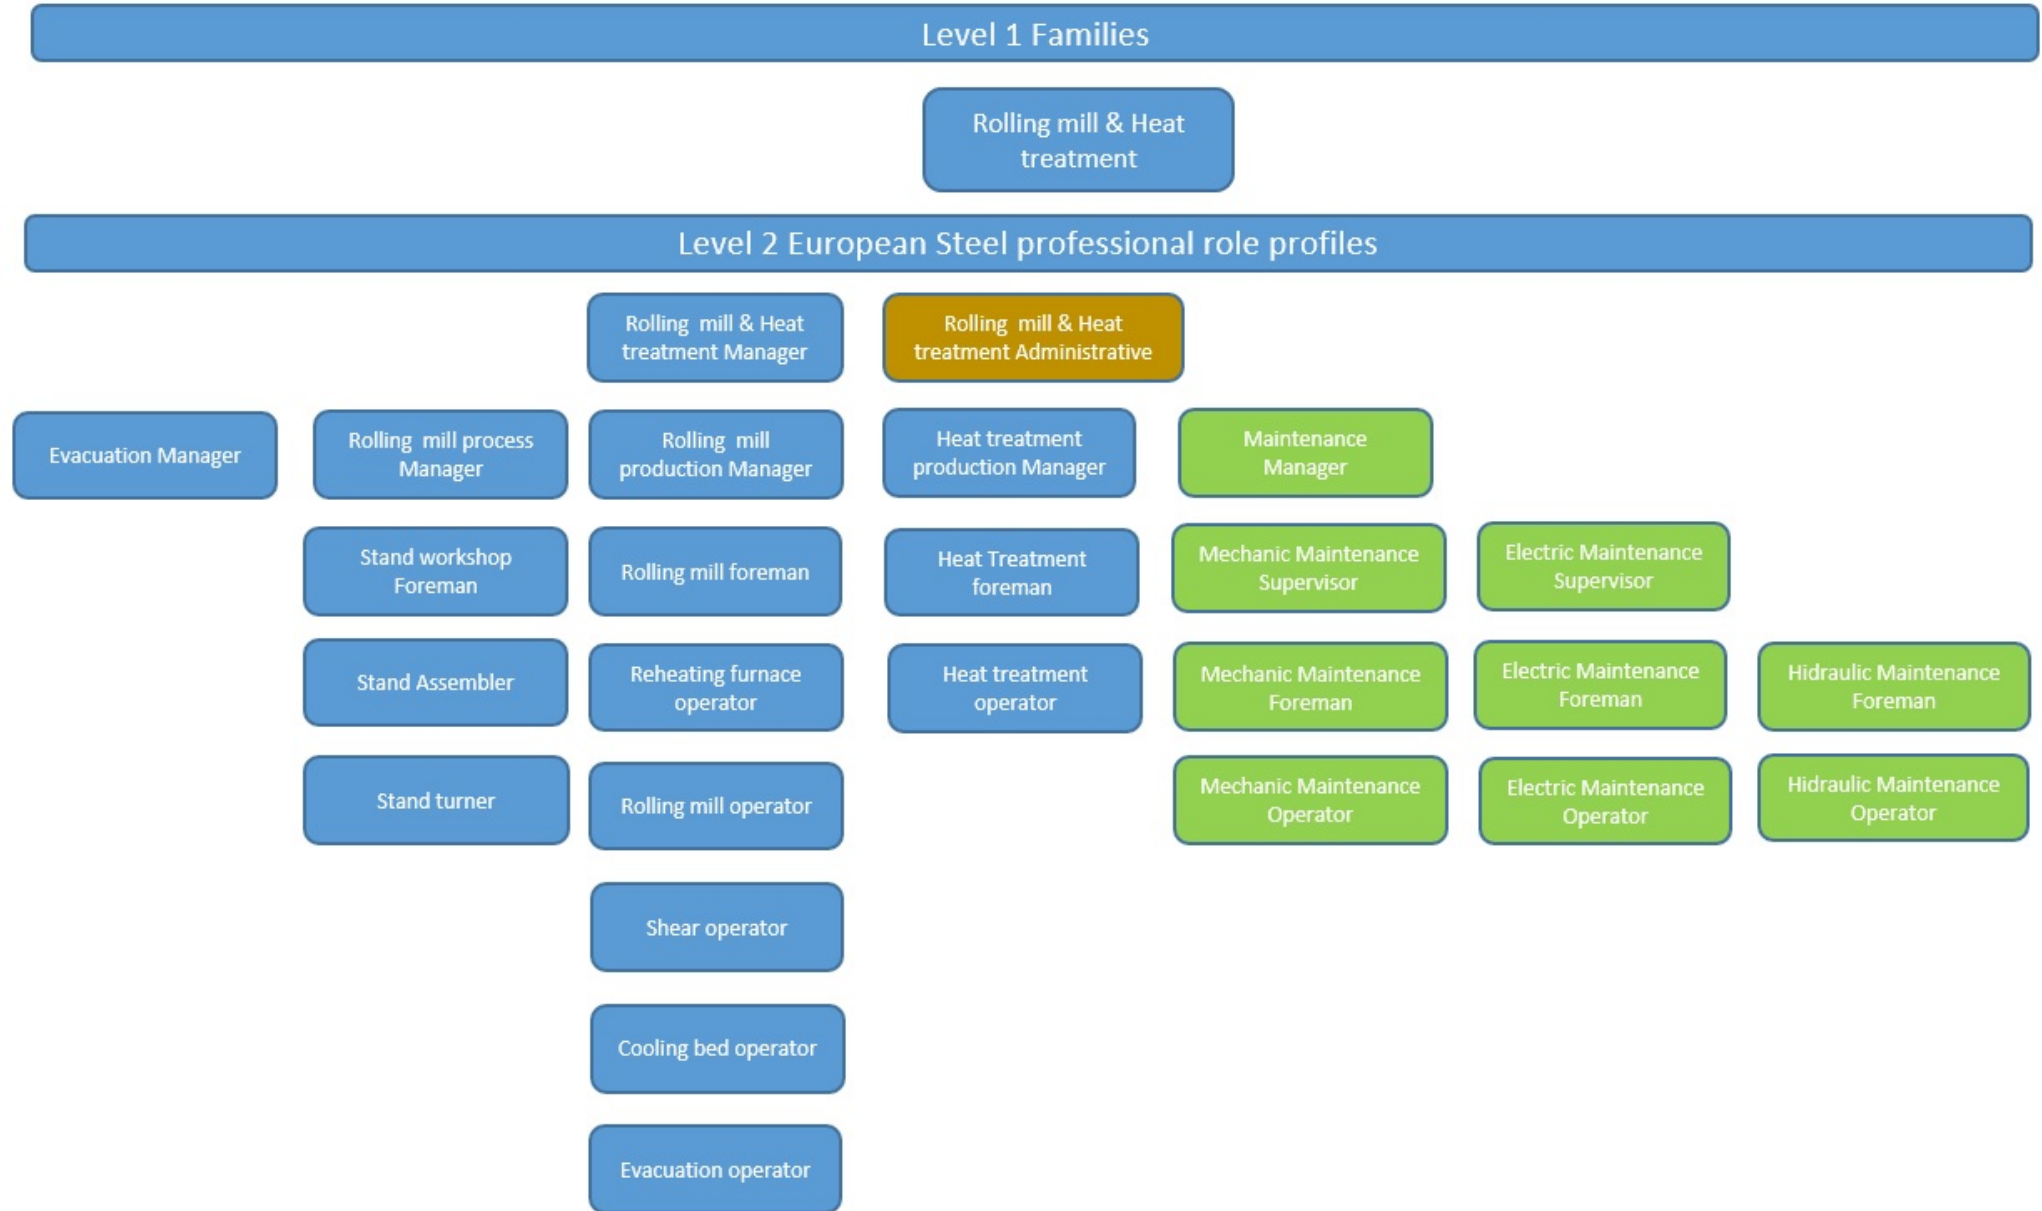 Level 1 Families
Rolling mill & Heat
treatment
Level 2 European Steel professional role profiles
Rolling mill & Heat
treatment Manager
Rolling mill & Heat
treatment Administrative
Evacuation Manager
Rolling mill process
Manager
Rolling mill
production Manager
Heat treatment
production Manager
Maintenance
Manager
Stand workshop
Foreman
Rolling mill foreman
Heat Treatment
foreman
Mechanic Maintenance
Supervisor
Electric Maintenance
Supervisor
Stand Assembler
Reheating furnace
operator
Heat treatment
operator
Mechanic Maintenance
Foreman
Electric Maintenance
Foreman
Hidraulic Maintenance
Foreman
Stand turner
Rolling mill operator
Mechanic Maintenance
Operator
Electric Maintenance
Operator
Hidraulic Maintenance
Operator
Shear operator
Cooling bed operator
Evacuation operator